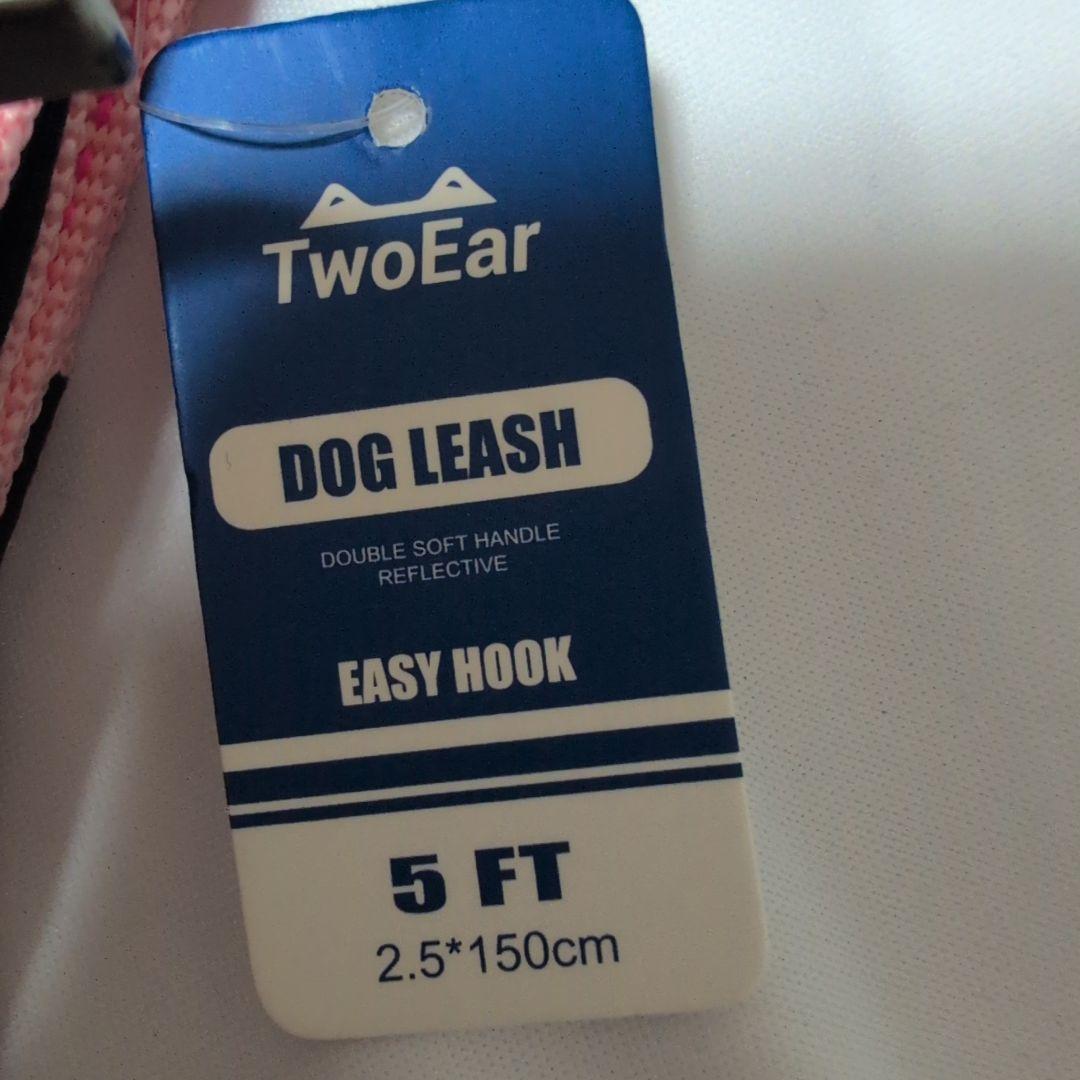 TwoEar
DOG LEASH
DOUBLE SOFT HANDLE
REFLECTIVE
EASY HOOK
5 FT
2.5*150cm